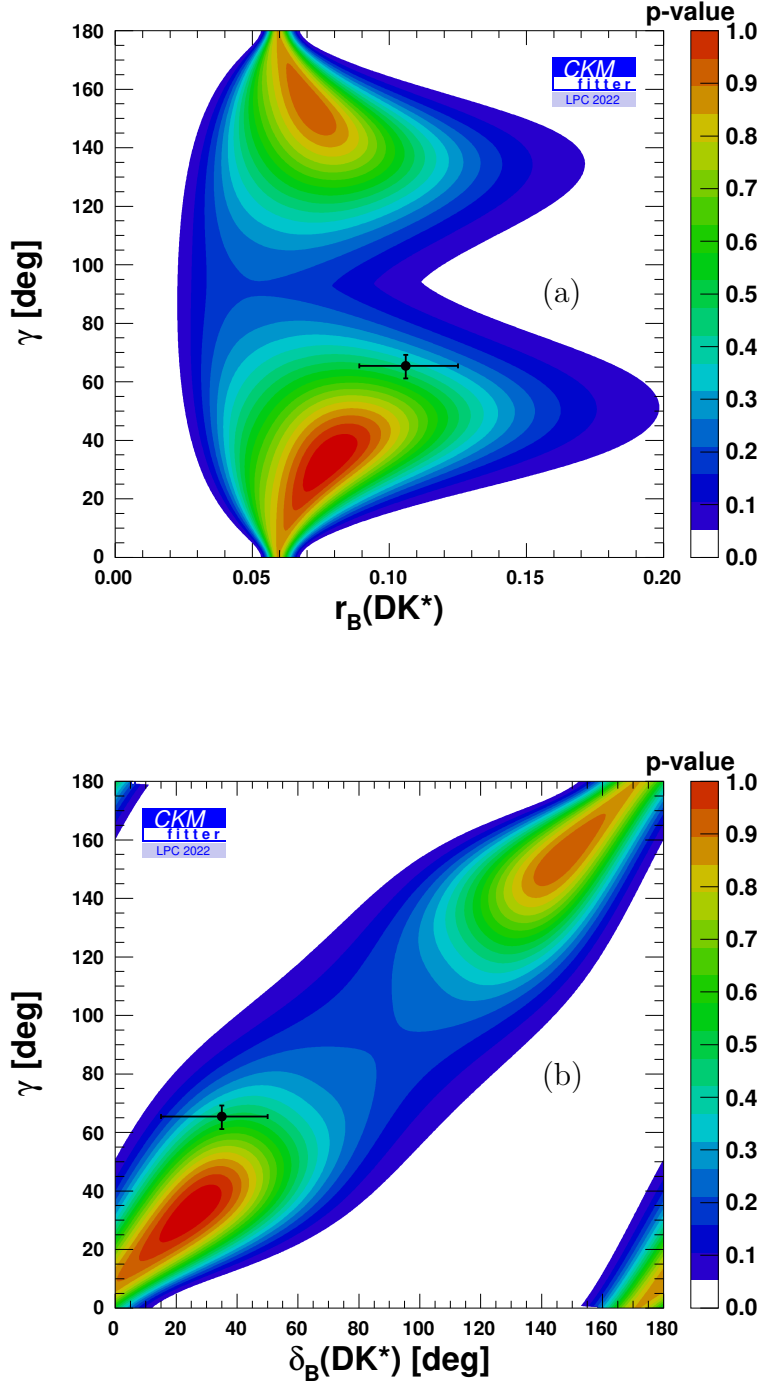 p-value
180
160
140
120
100
80
60
40
20
0
γ [deg]
CKM
fitter
LPC 2022
(a)
1.0
0.9
0.8
0.7
0.6
0.5
0.4
0.3
0.2
0.1
0.0
0.00 0.05 0.10 0.15 0.20
r_B(DK*)
p-value
180
160
140
120
100
80
60
40
20
0
γ [deg]
CKM
fitter
LPC 2022
(b)
1.0
0.9
0.8
0.7
0.6
0.5
0.4
0.3
0.2
0.1
0.0
0 20 40 60 80 100 120 140 160 180
δ_B(DK*) [deg]